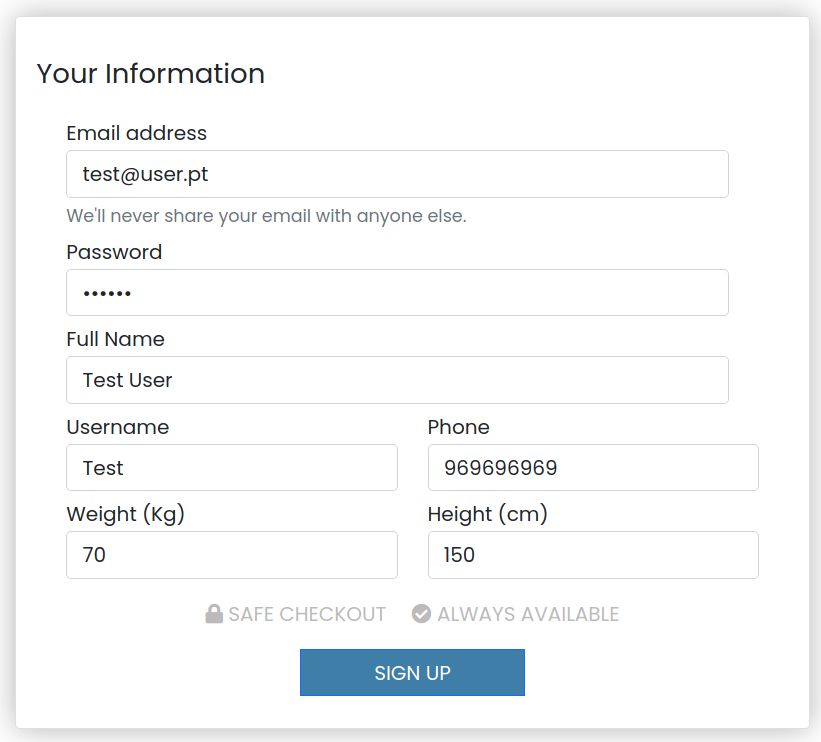 Your Information
Email address
test@user.pt
We'll never share your email with anyone else.
Password
••••••
Full Name
Test User
Username Phone
Test 969696969
Weight (Kg) Height (cm)
70 150
SAFE CHECKOUT ALWAYS AVAILABLE
SIGN UP